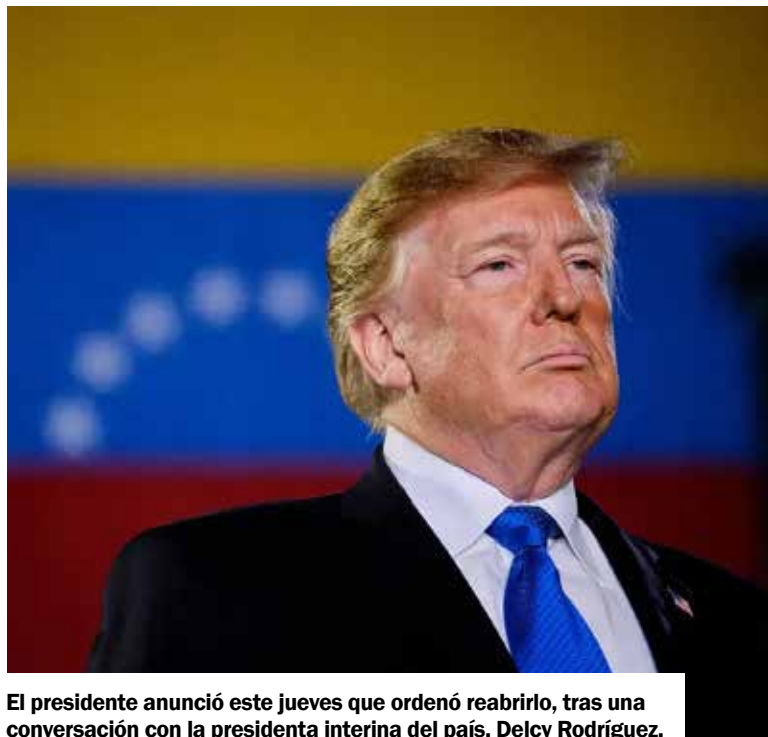 El presidente anunció este jueves que ordenó reabrirlo, tras una
conversación con la presidenta interina del país, Delcy Rodríguez.